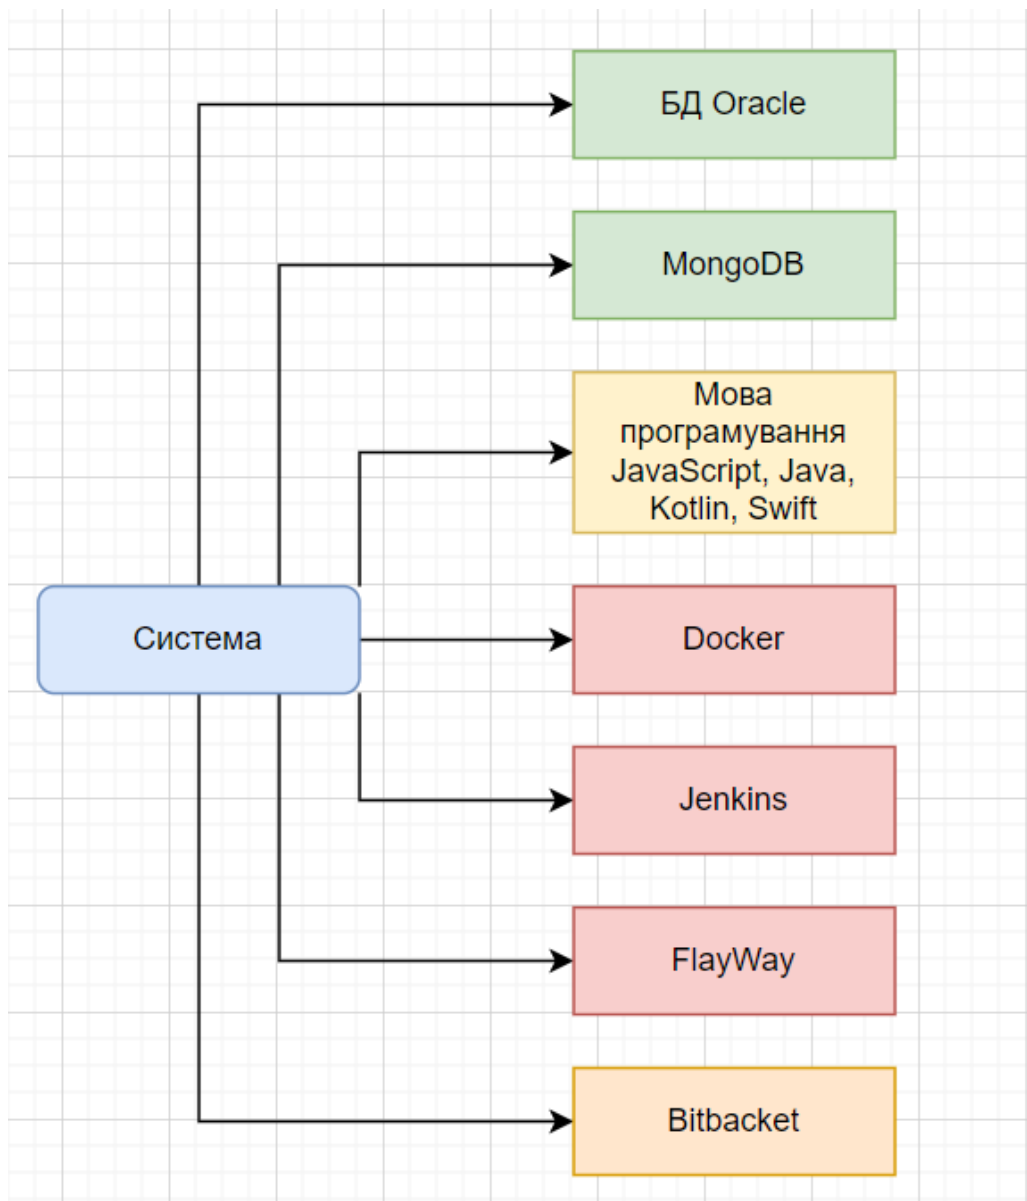 БД Oracle
MongoDB
Мова
програмування
JavaScript, Java,
Kotlin, Swift
Система
Docker
Jenkins
FlayWay
Bitbacket